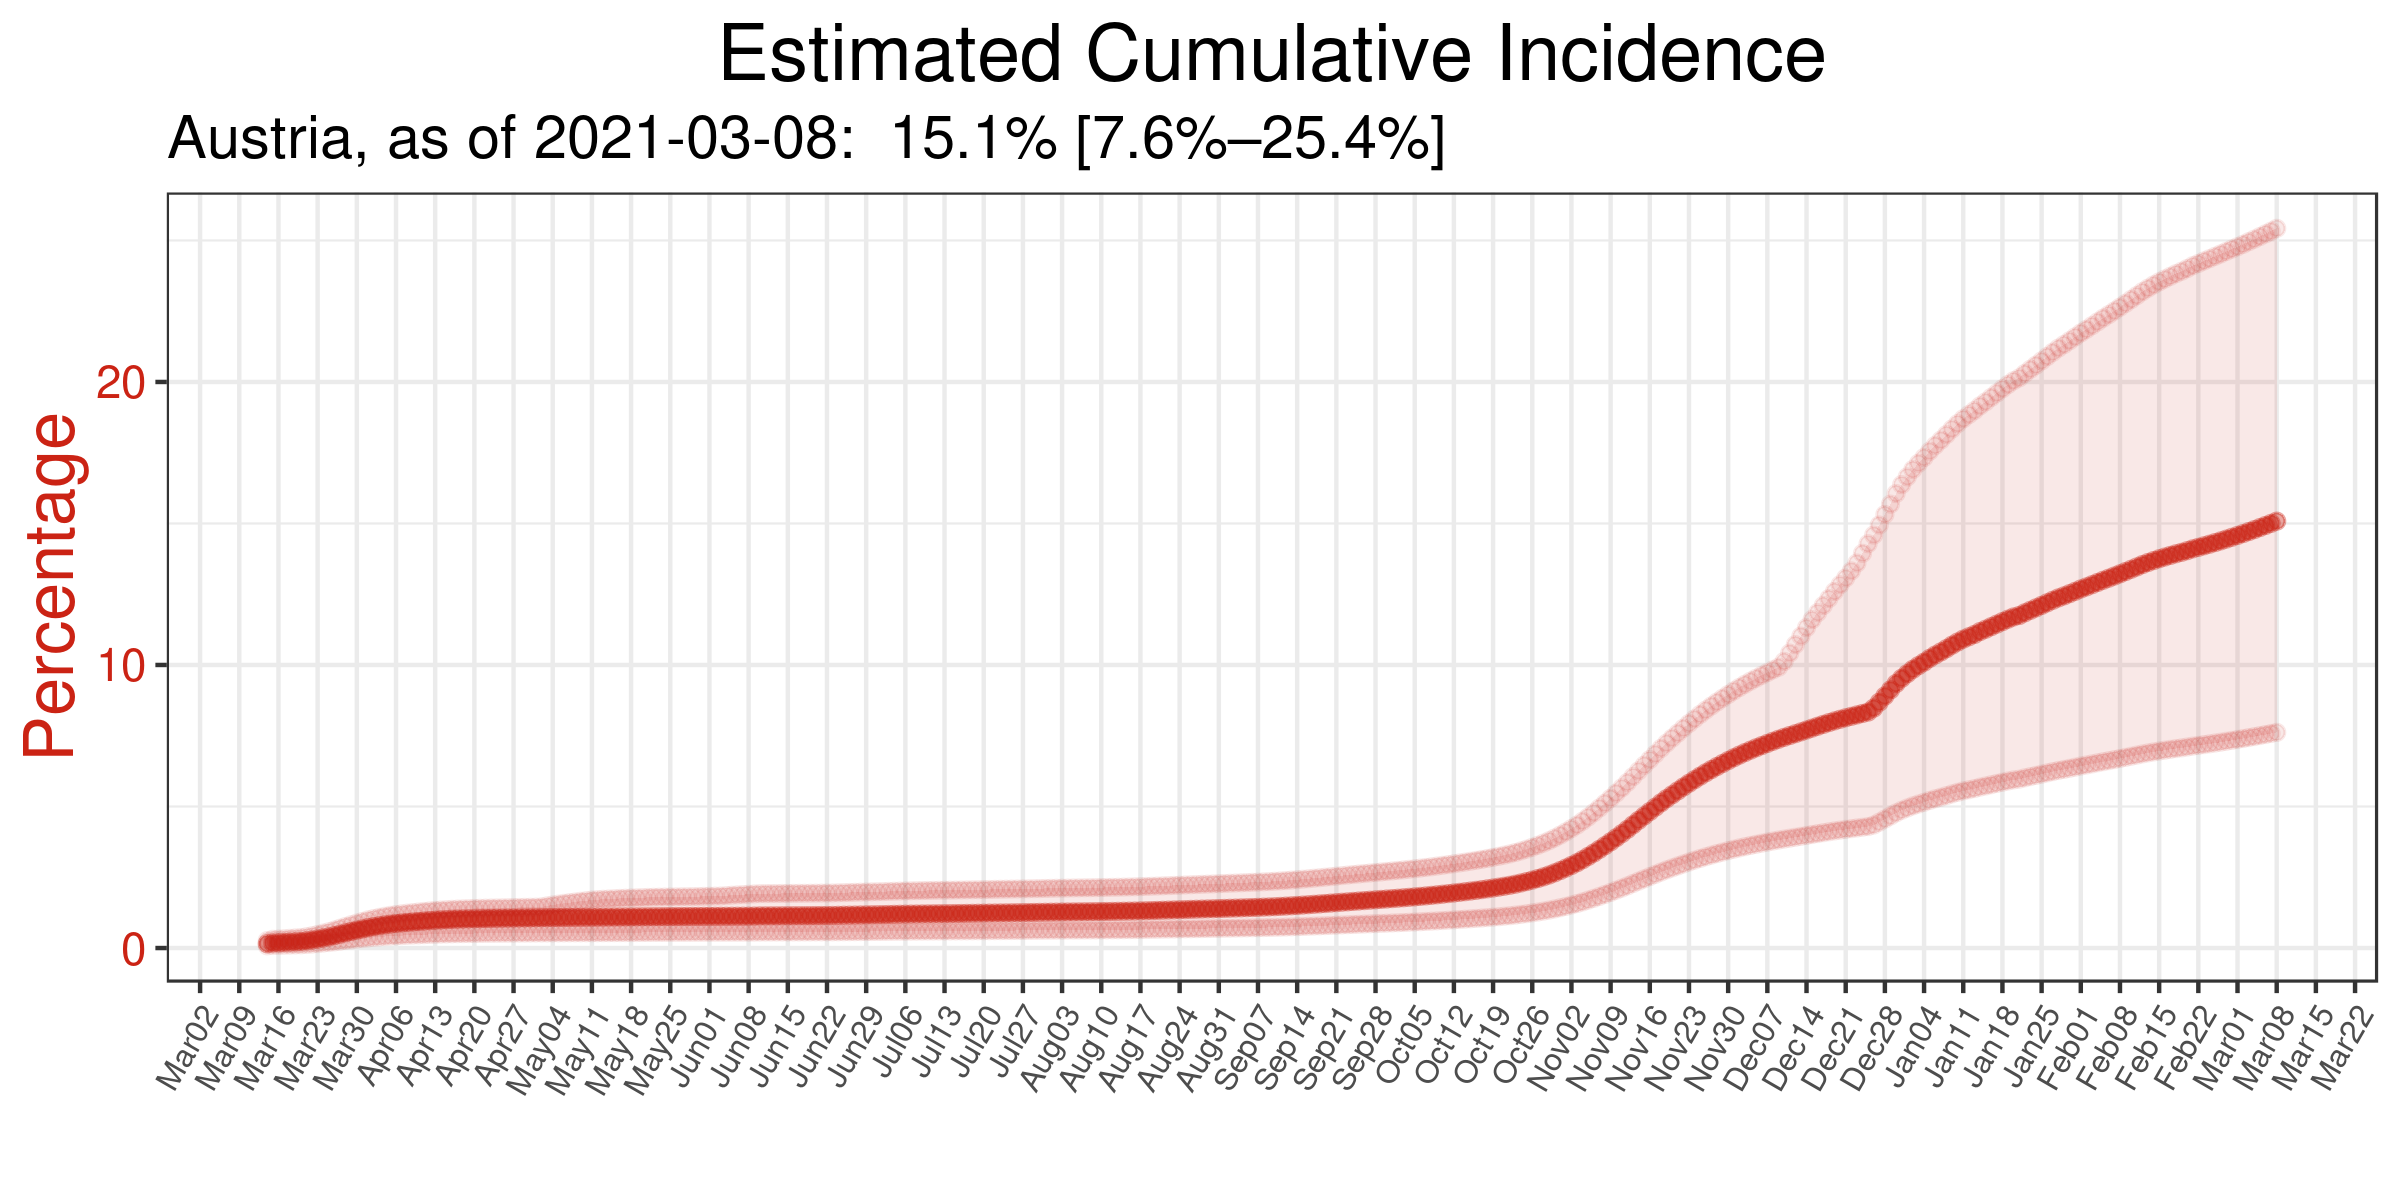 Estimated Cumulative Incidence
Austria, as of 2021-03-08:  15.1% [7.6%–25.4%]
Percentage
20
10
0
Mar02
Mar09
Mar16
Mar23
Mar30
Apr06
Apr13
Apr20
Apr27
May04
May11
May18
May25
Jun01
Jun08
Jun15
Jun22
Jun29
Jul06
Jul13
Jul20
Jul27
Aug03
Aug10
Aug17
Aug24
Aug31
Sep07
Sep14
Sep21
Sep28
Oct05
Oct12
Oct19
Oct26
Nov02
Nov09
Nov16
Nov23
Nov30
Dec07
Dec14
Dec21
Dec28
Jan04
Jan11
Jan18
Jan25
Feb01
Feb08
Feb15
Feb22
Mar01
Mar08
Mar15
Mar22